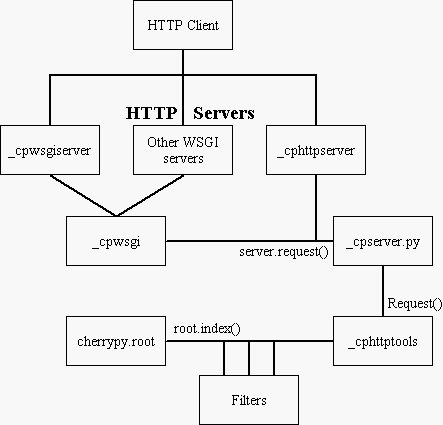 HTTP Client
HTTP Servers
_cpwsgiserver
Other WSGI
servers
_cphttpserver
_cpwsgi
server.request()
_cpserver.py
Request()
cherrypy.root
root.index()
_cphttptools
Filters